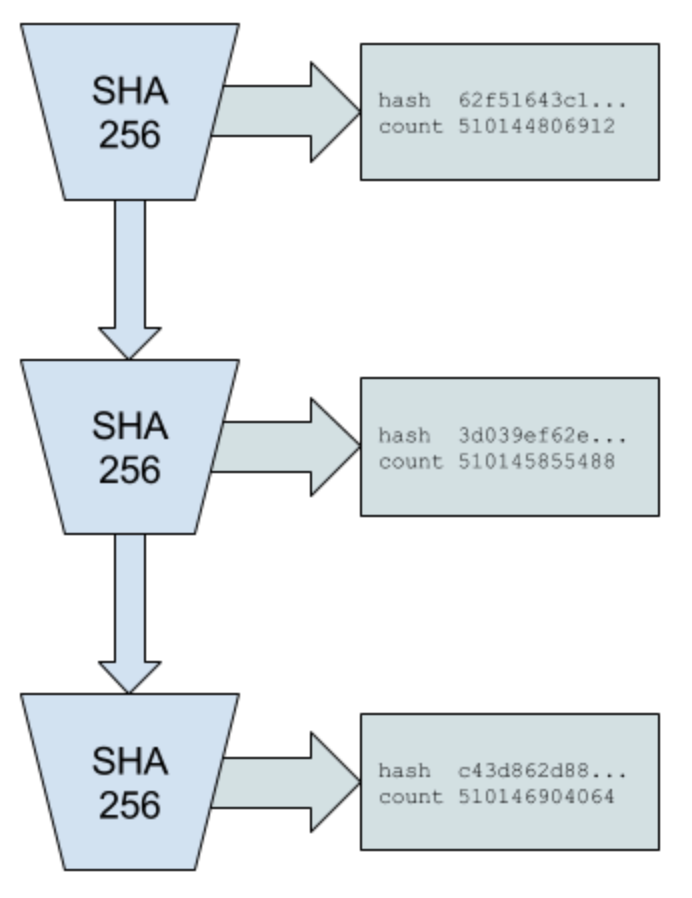 SHA
256
hash 62f51643c1...
count 510144806912
SHA
256
hash 3d039ef62e...
count 510145855488
SHA
256
hash c43d862d88...
count 510146904064